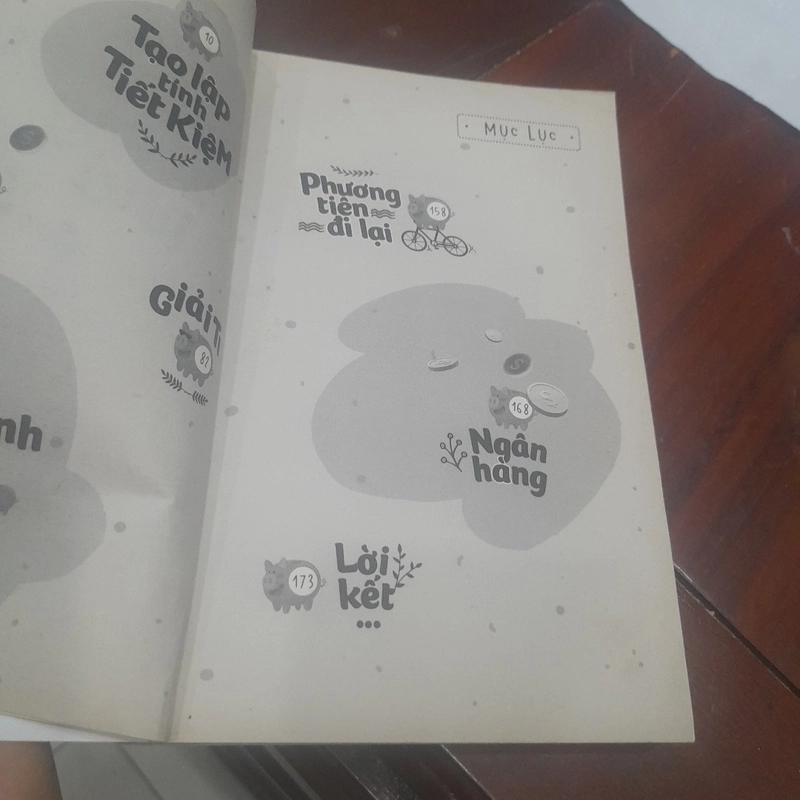 10
Tạo lập
tính
Tiết Kiệm
82
nh
Mục Lục
Phương
tiện
đi lại
158
168
Ngân
hàng
173
Lời
kết
...